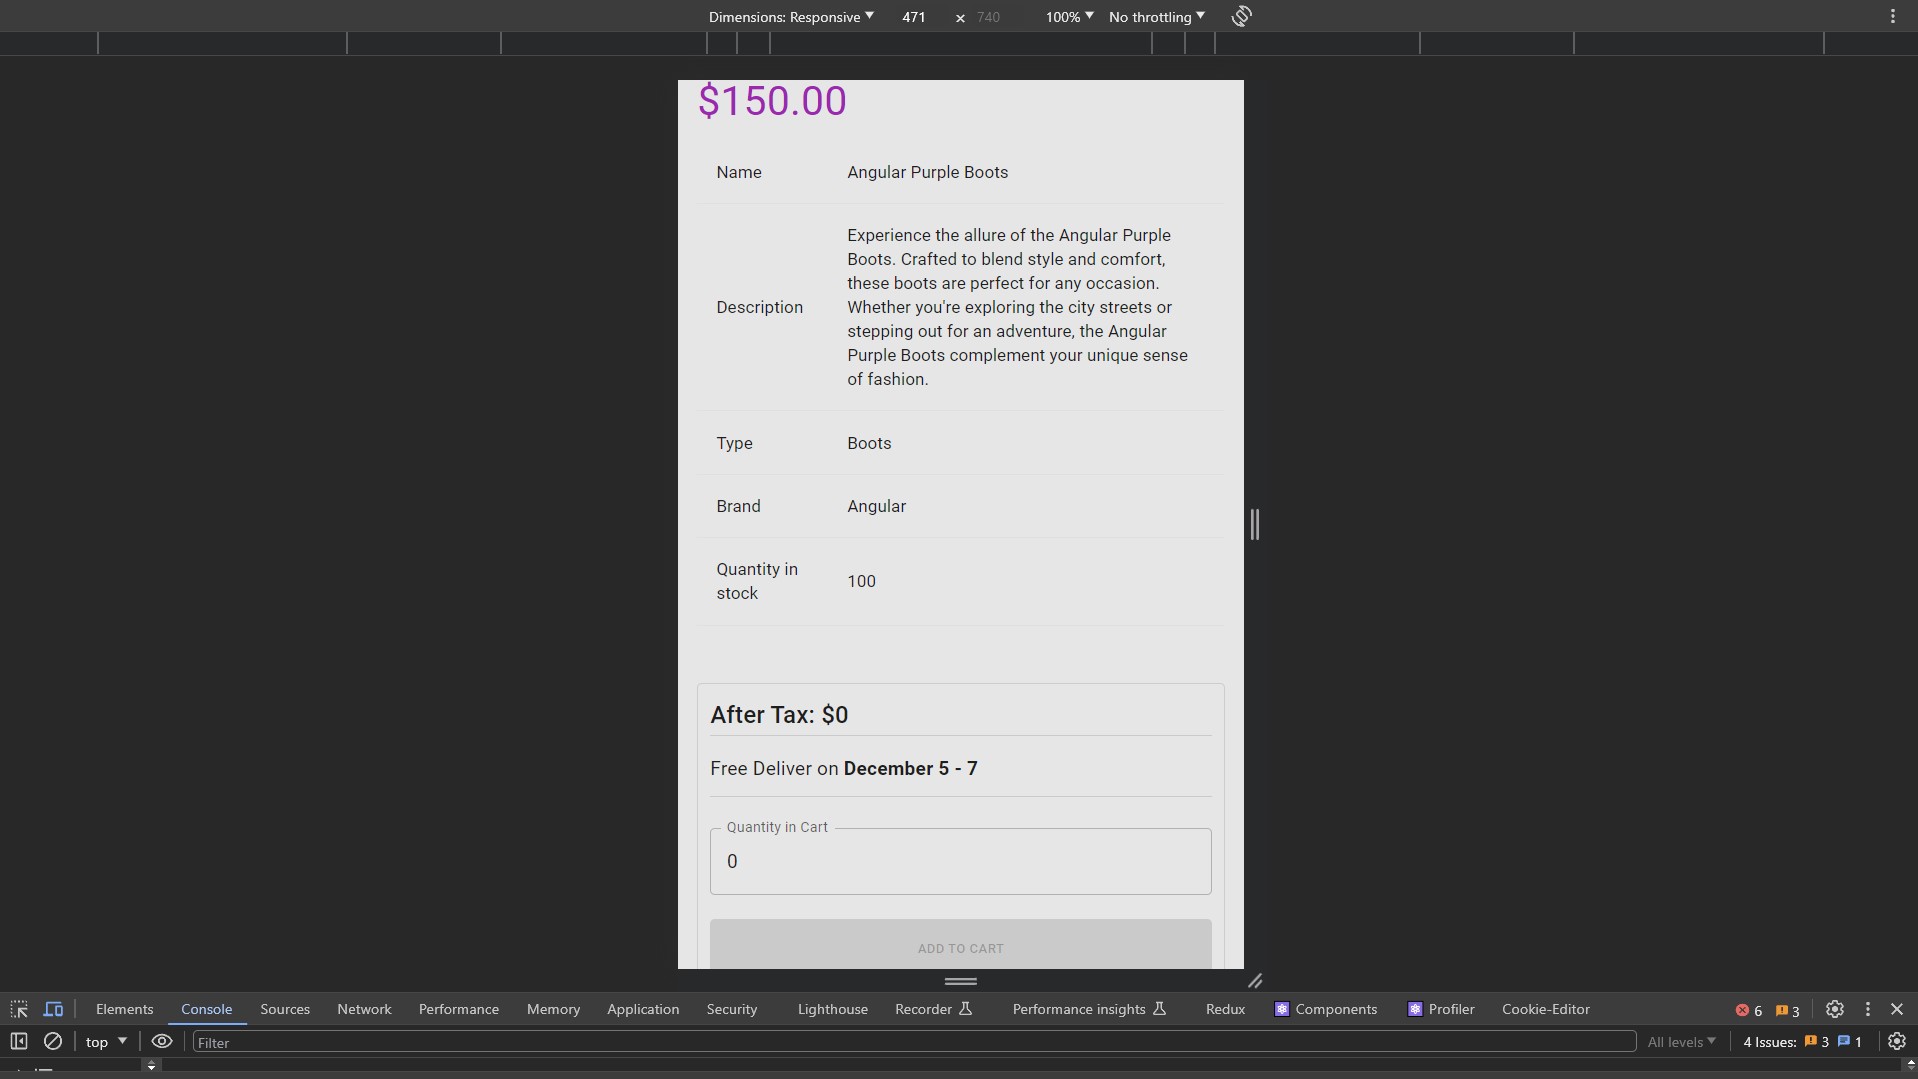 Dimensions: Responsive 471 × 740 100% No throttling
$150.00
Name Angular Purple Boots
Experience the allure of the Angular Purple
Boots. Crafted to blend style and comfort,
these boots are perfect for any occasion.
Description Whether you're exploring the city streets or
stepping out for an adventure, the Angular
Purple Boots complement your unique sense
of fashion.
Type Boots
Brand Angular
Quantity in
stock 100
After Tax: $0
Free Deliver on December 5 - 7
Quantity in Cart
0
ADD TO CART
Elements Console Sources Network Performance Memory Application Security Lighthouse Recorder Performance insights Redux Components Profiler Cookie-Editor 6 3
top Filter All levels 4 Issues: 3 1